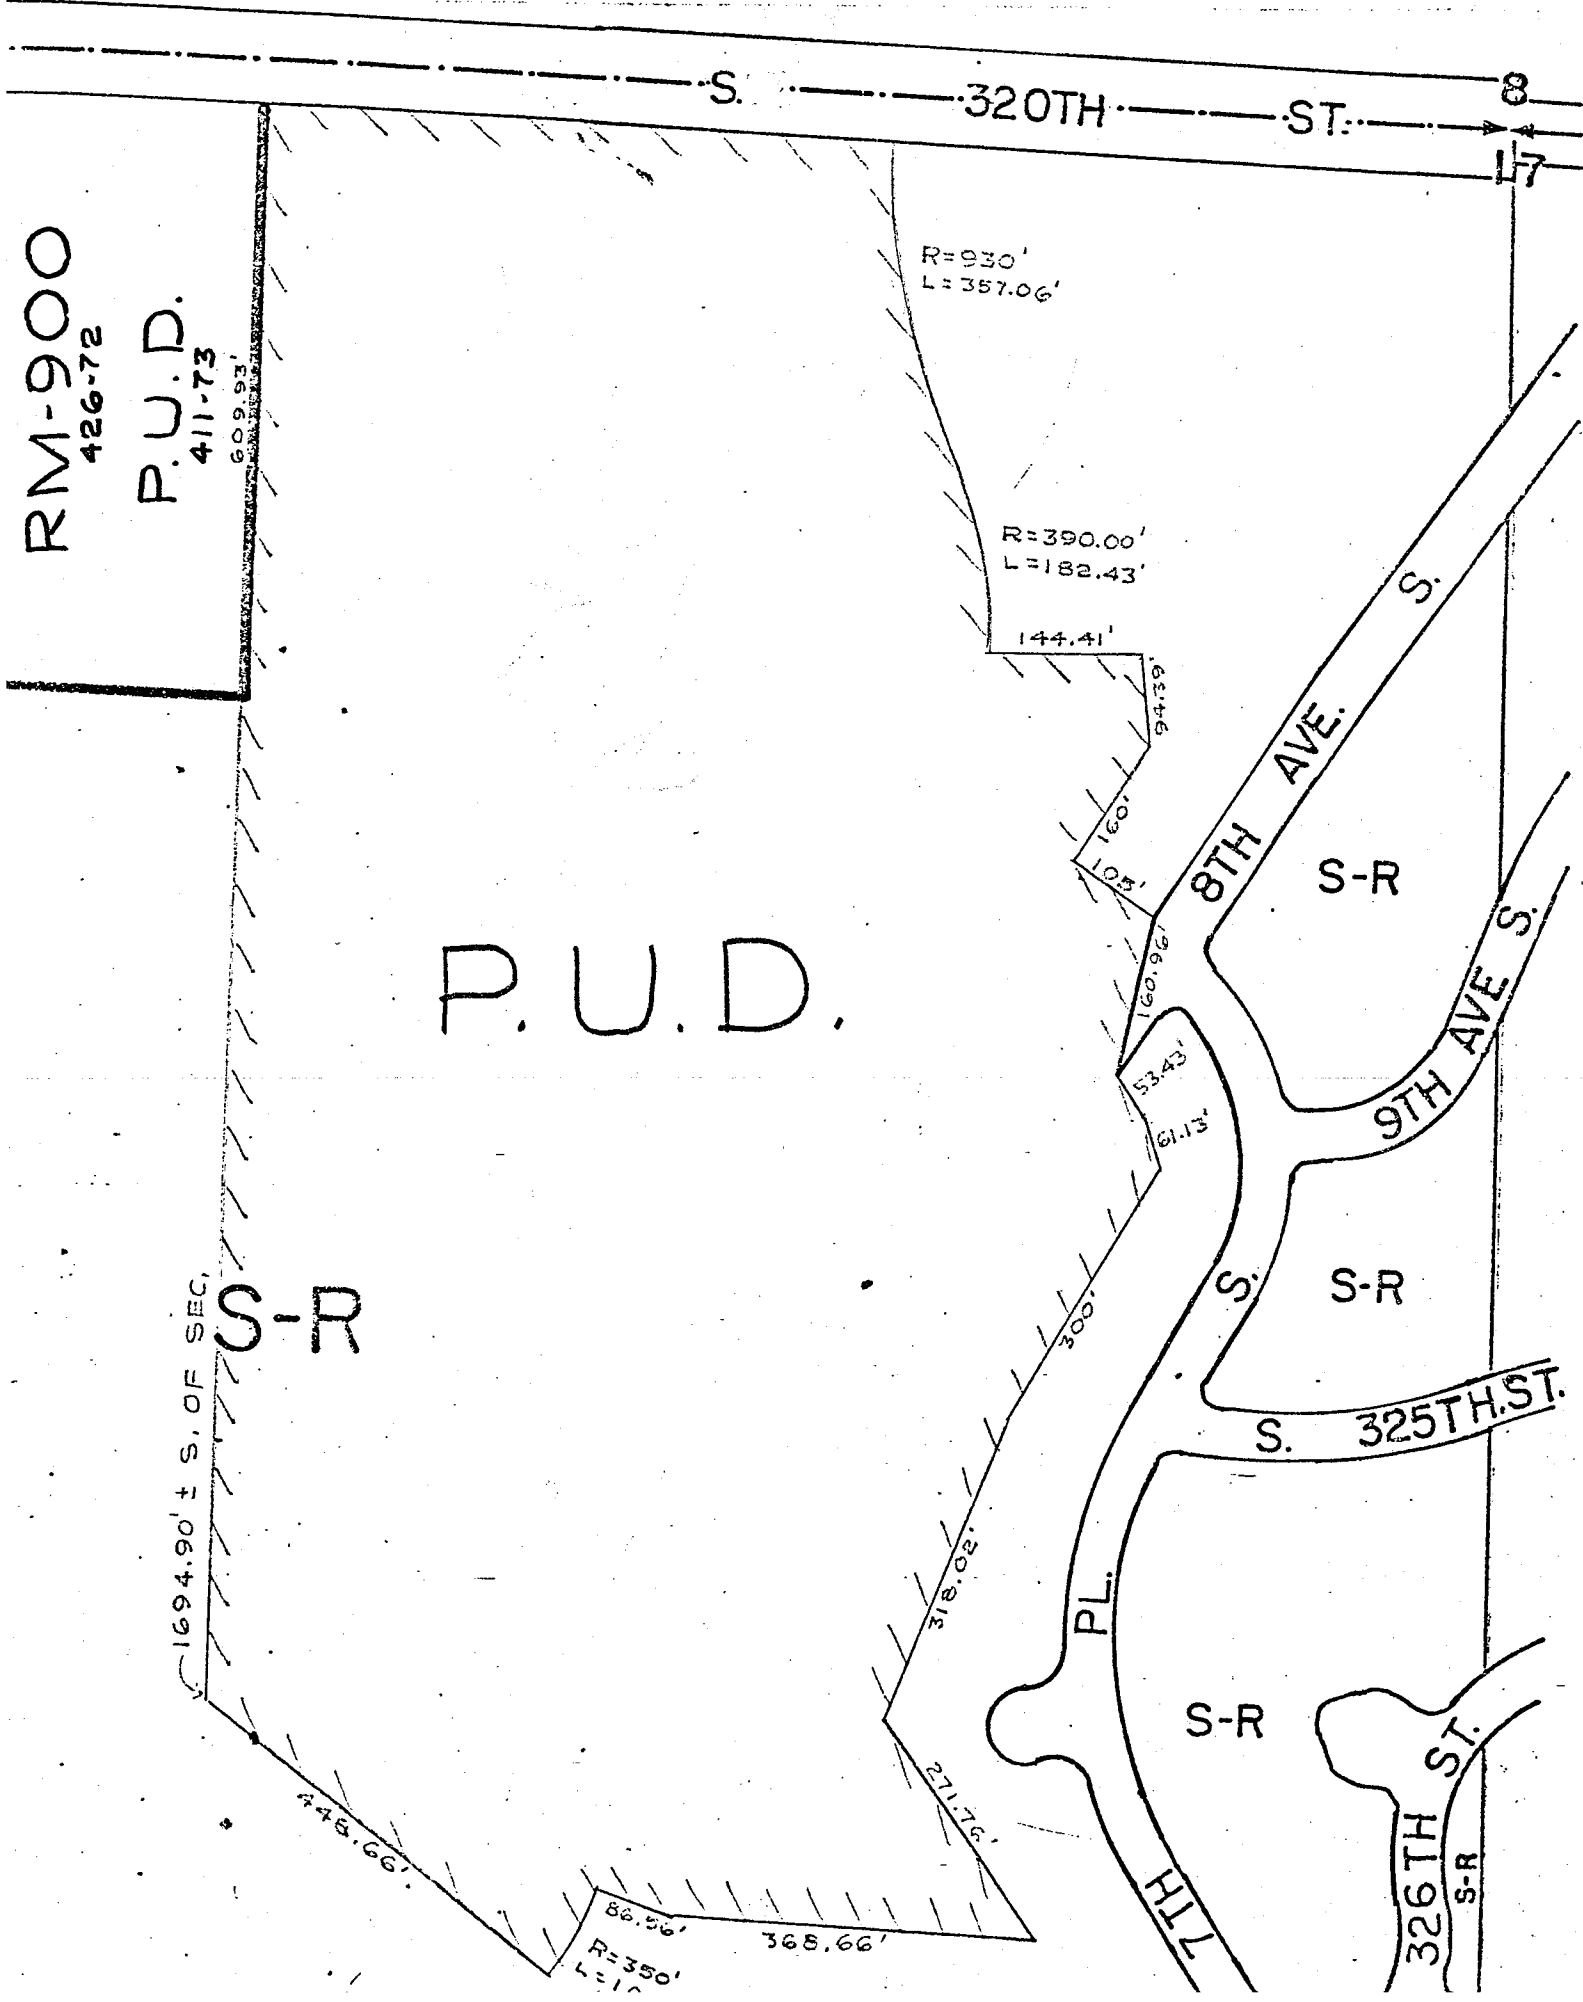 S. 320TH ST.
8
17
RM-900
426-72
P.U.D.
411-73
609.93'
R=930'
L=357.06'
R=390.00'
L=182.43'
144.41'
94.39'
160'
105'
160.96'
53.43'
61.13'
8TH AVE. S.
S-R
9TH AVE S.
P.U.D.
S-R
S-R
1694.90' ± S. OF SEC.
300'
318.02'
S. 325TH. ST.
7TH PL. S.
S-R
326TH ST.
S-R
271.76'
448.66'
86.56'
368.66'
R=350'